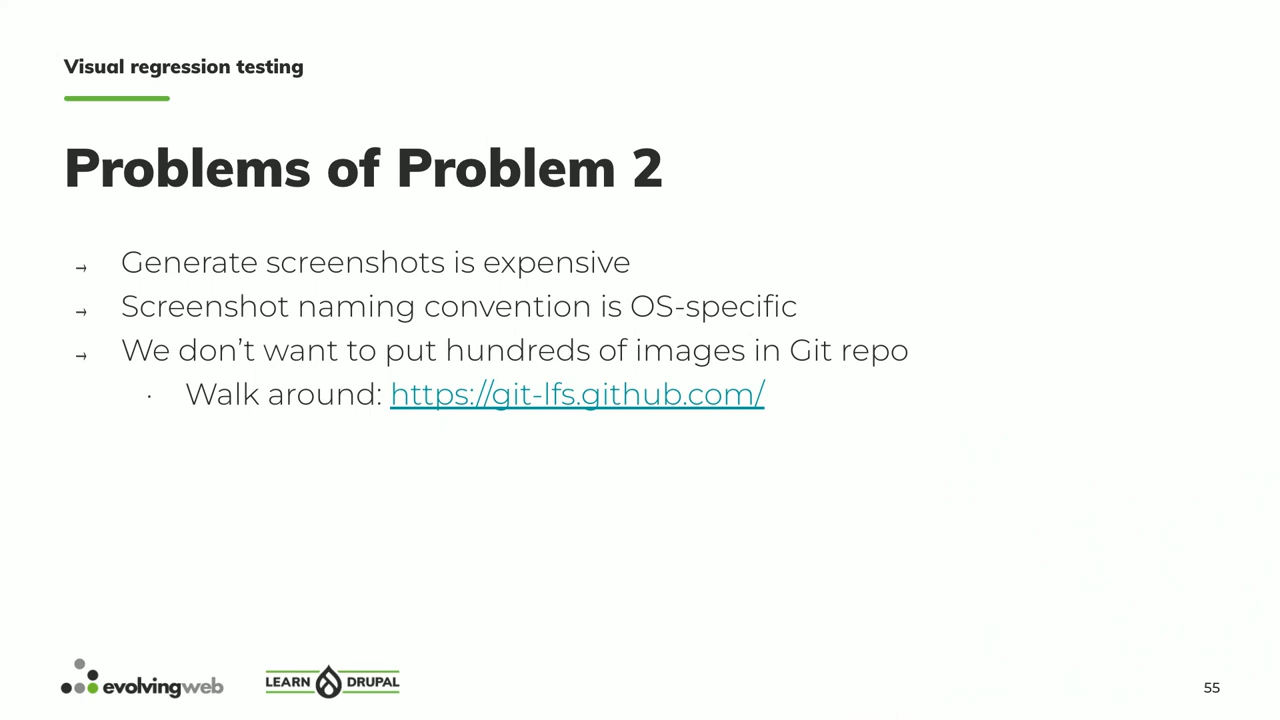 Visual regression testing
Problems of Problem 2
→ Generate screenshots is expensive
→ Screenshot naming convention is OS-specific
→ We don’t want to put hundreds of images in Git repo
· Walk around: https://git-lfs.github.com/
evolvingweb
LEARN DRUPAL
55